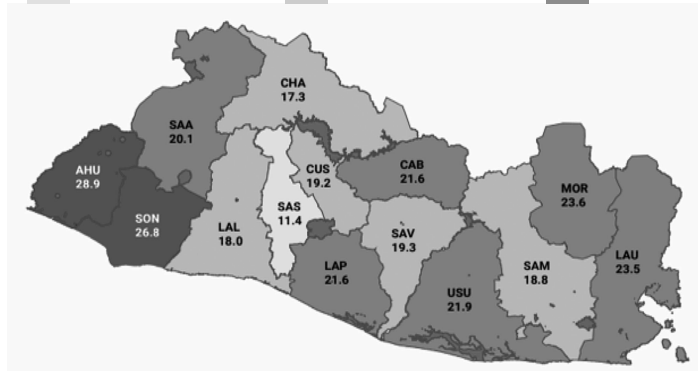 CHA
17.3
SAA
20.1
AHU
28.9
SON
26.8
LAL
18.0
SAS
11.4
CUS
19.2
CAB
21.6
LAP
21.6
SAV
19.3
USU
21.9
SAM
18.8
MOR
23.6
LAU
23.5